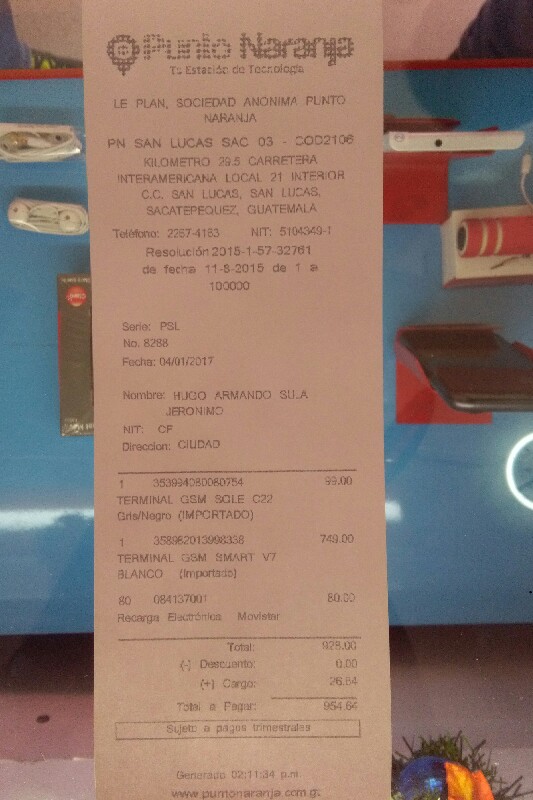 Punto Naranja
Tu Estación de Tecnología
LE PLAN, SOCIEDAD ANONIMA PUNTO
NARANJA
PN SAN LUCAS SAC 03 - COD2106
KILOMETRO 29.5 CARRETERA
INTERAMERICANA LOCAL 21 INTERIOR
C.C. SAN LUCAS, SAN LUCAS,
SACATEPEQUEZ, GUATEMALA
Teléfono: 2267-4183 NIT: 5104349-1
Resolución 2015-1-57-32761
de fecha 11-8-2015 de 1 a
100000
Serie: PSL
No. 8288
Fecha: 04/01/2017
Nombre: HUGO ARMANDO SULA
JERONIMO
NIT: CF
Direccion: CIUDAD
1 353994080080754 99.00
TERMINAL GSM SOLE C22
Gris/Negro (IMPORTADO)
1 358982013998338 749.00
TERMINAL GSM SMART V7
BLANCO (Importado)
80 084137001 80.00
Recarga Electrónica Movistar
Total: 928.00
(-) Descuento: 0.00
(+) Cargo: 26.64
Total a Pagar: 954.64
Sujeto a pagos trimestrales
Generado 02:11:34 p.m
www.puntonaranja.com.gt